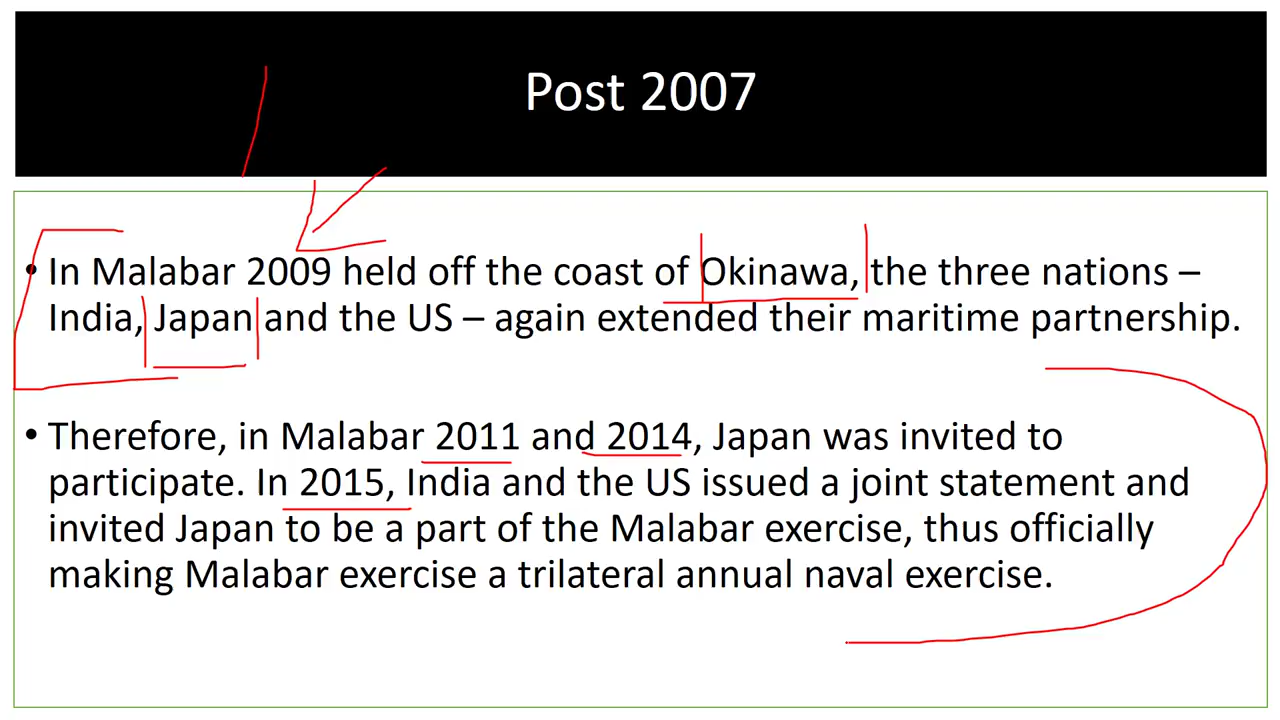 Post 2007
• In Malabar 2009 held off the coast of Okinawa, the three nations –
India, Japan and the US – again extended their maritime partnership.
• Therefore, in Malabar 2011 and 2014, Japan was invited to
participate. In 2015, India and the US issued a joint statement and
invited Japan to be a part of the Malabar exercise, thus officially
making Malabar exercise a trilateral annual naval exercise.